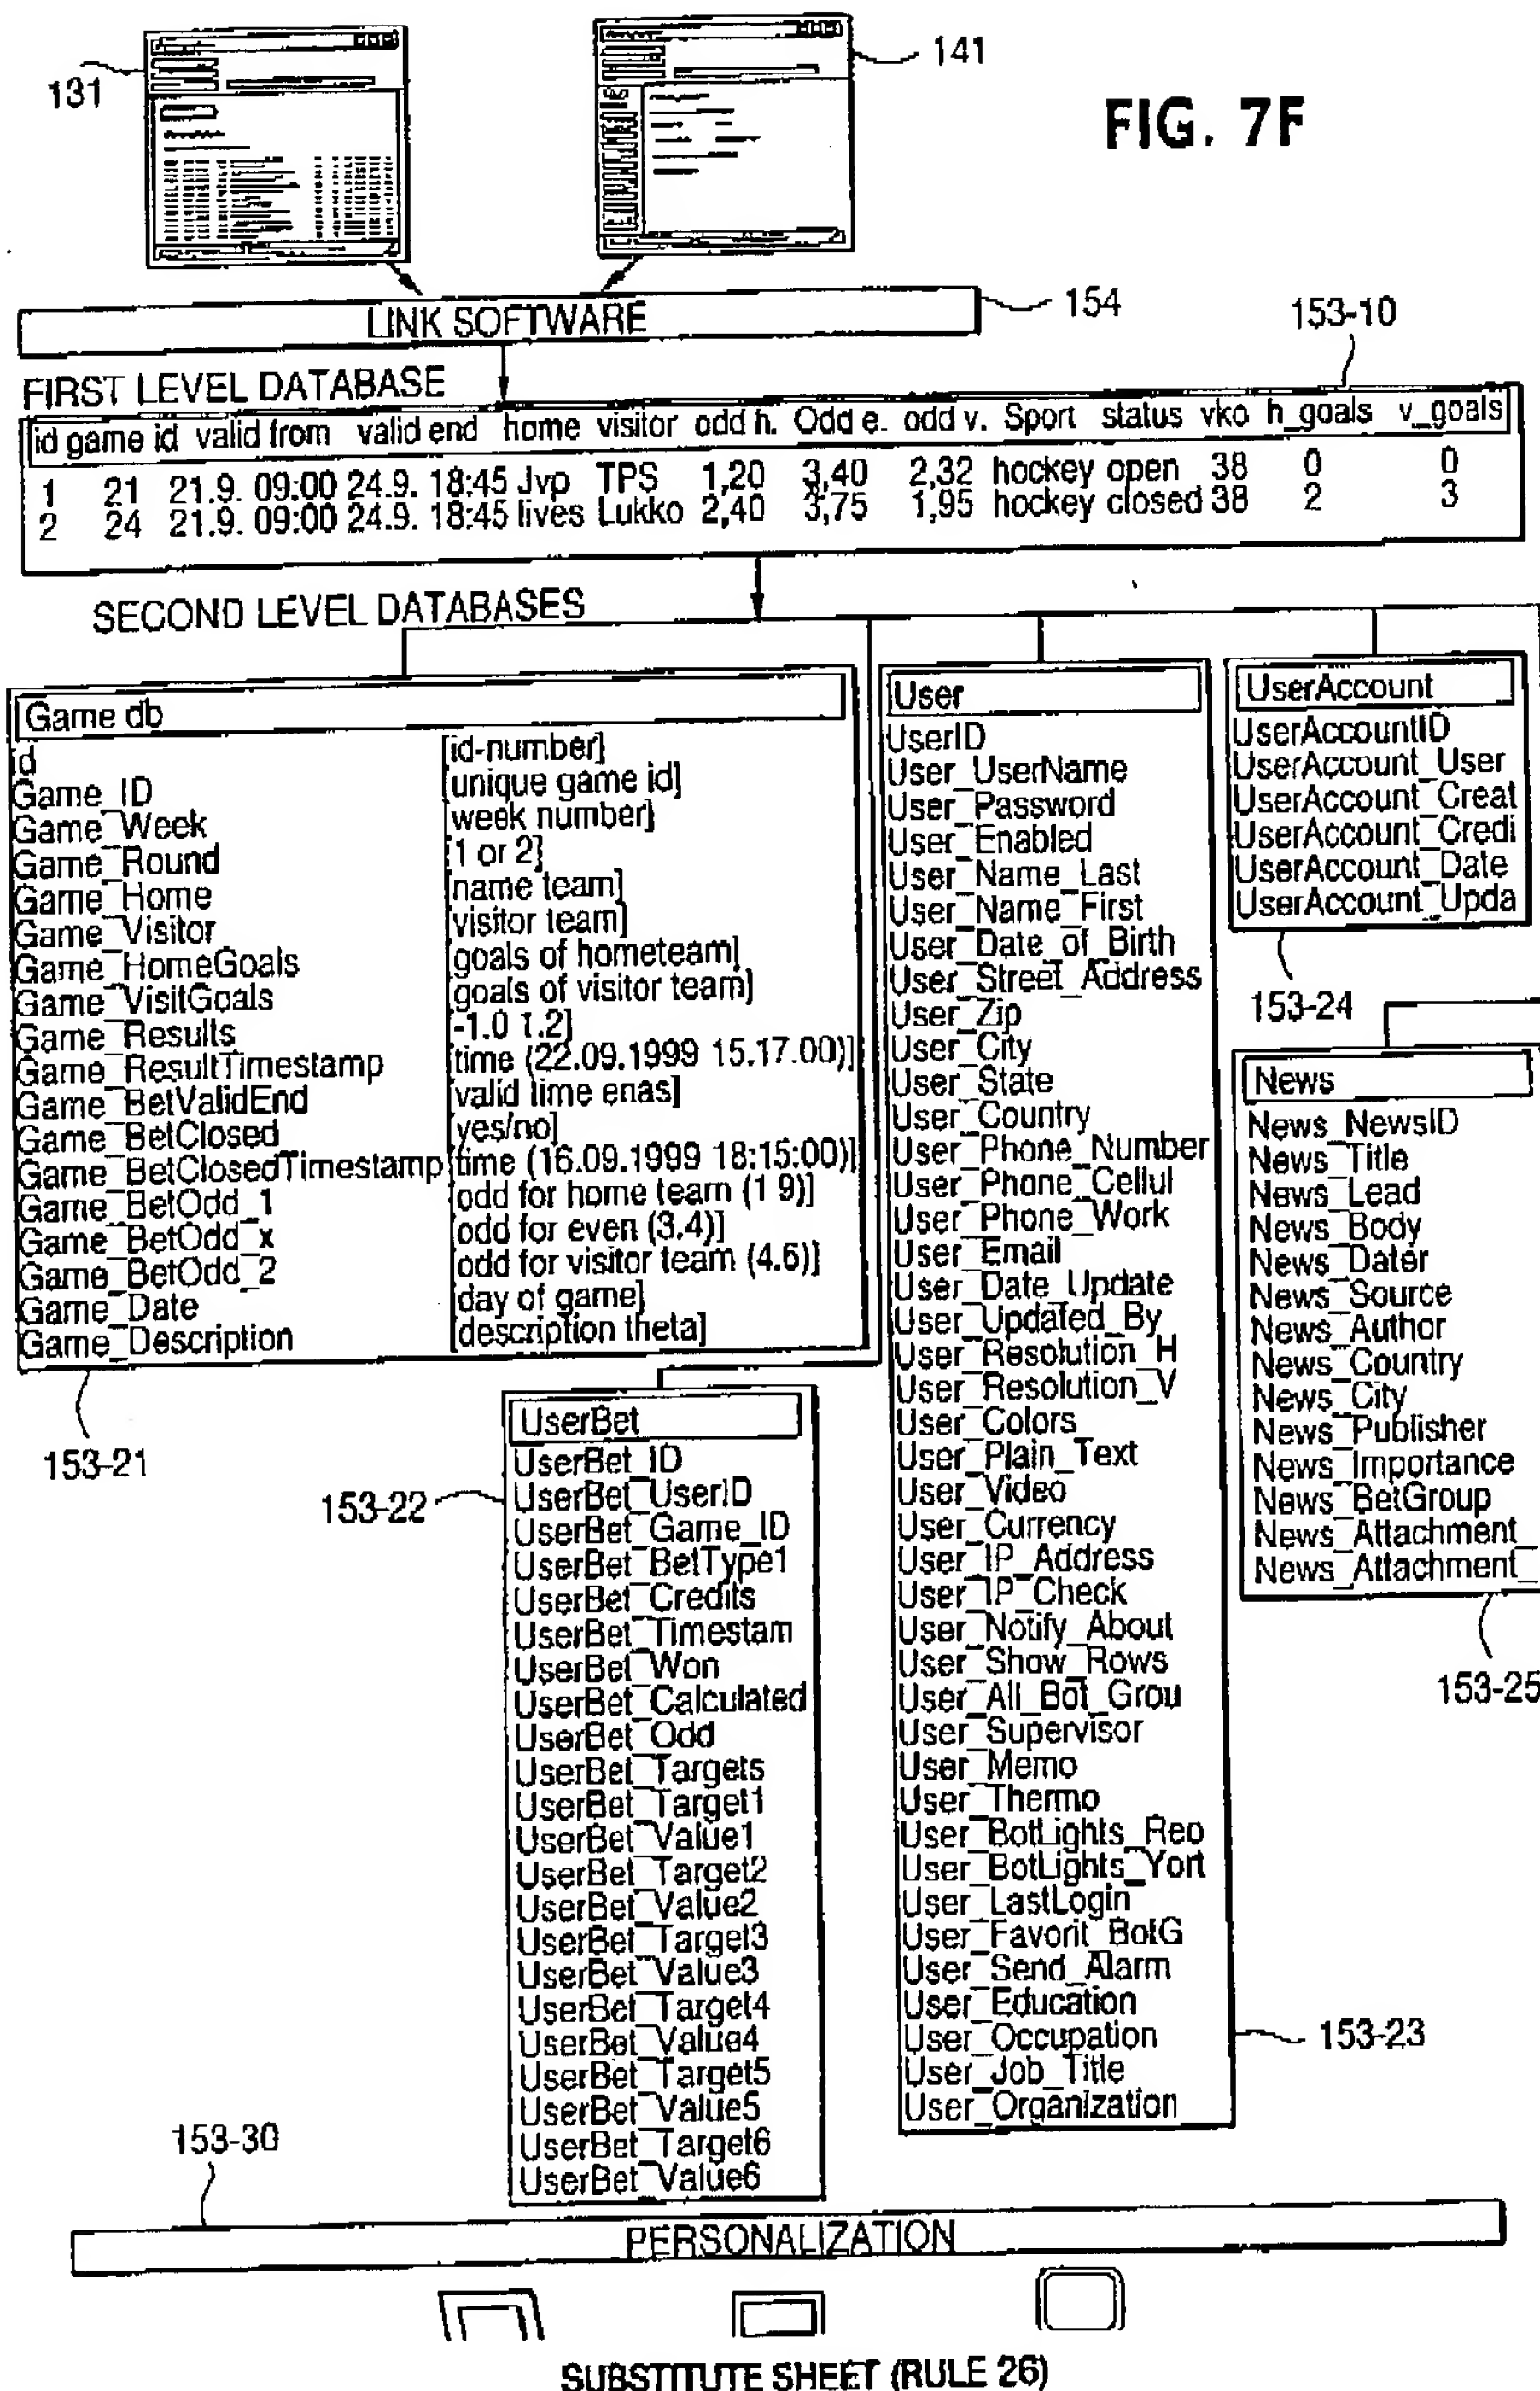 131
141
FIG. 7F
LINK SOFTWARE
154
153-10
FIRST LEVEL DATABASE
id game id valid from valid end home visitor odd h. Odd e. odd v. Sport status vko h_goals v_goals
1 21 21.9. 09:00 24.9. 18:45 Jvp TPS 1,20 3,40 2,32 hockey open 38 0 0
2 24 21.9. 09:00 24.9. 18:45 lives Lukko 2,40 3,75 1,95 hockey closed 38 2 3
SECOND LEVEL DATABASES
Game db
id [id-number]
Game_ID [unique game id]
Game_Week [week number]
Game_Round [1 or 2]
Game_Home [name team]
Game_Visitor [visitor team]
Game_HomeGoals [goals of hometeam]
Game_VisitGoals [goals of visitor team]
Game_Results [-1.0 1.2]
Game_ResultTimestamp [time (22.09.1999 15.17.00)]
Game_BetValidEnd [valid lime enas]
Game_BetClosed [yes/no]
Game_BetClosedTimestamp [time (16.09.1999 18:15:00)]
Game_BetOdd_1 [odd for home team (1 9)]
Game_BetOdd_x [odd for even (3.4)]
Game_BetOdd_2 [odd for visitor team (4.6)]
Game_Date [day of game]
Game_Description [description theta]
153-21
UserBet
UserBet_ID
UserBet_UserID
UserBet_Game_ID
UserBet_BetType1
UserBet_Credits
UserBet_Timestam
UserBet_Won
UserBet_Calculated
UserBet_Odd
UserBet_Targets
UserBet_Target1
UserBet_Value1
UserBet_Target2
UserBet_Value2
UserBet_Target3
UserBet_Value3
UserBet_Target4
UserBet_Value4
UserBet_Target5
UserBet_Value5
UserBet_Target6
UserBet_Value6
153-22
User
UserID
User_UserName
User_Password
User_Enabled
User_Name_Last
User_Name_First
User_Date_of_Birth
User_Street_Address
User_Zip
User_City
User_State
User_Country
User_Phone_Number
User_Phone_Cellul
User_Phone_Work
User_Email
User_Date_Update
User_Updated_By
User_Resolution_H
User_Resolution_V
User_Colors
User_Plain_Text
User_Video
User_Currency
User_IP_Address
User_IP_Check
User_Notify_About
User_Show_Rows
User_All_Bot_Grou
User_Supervisor
User_Memo
User_Thermo
User_BotLights_Reo
User_BotLights_Yort
User_LastLogin
User_Favorit_BotG
User_Send_Alarm
User_Education
User_Occupation
User_Job_Title
User_Organization
153-23
UserAccount
UserAccountID
UserAccount_User
UserAccount_Creat
UserAccount_Credi
UserAccount_Date
UserAccount_Upda
153-24
News
News_NewsID
News_Title
News_Lead
News_Body
News_Dater
News_Source
News_Author
News_Country
News_City
News_Publisher
News_Importance
News_BetGroup
News_Attachment_
News_Attachment_
153-25
153-30
PERSONALIZATION
SUBSTITUTE SHEET (RULE 26)